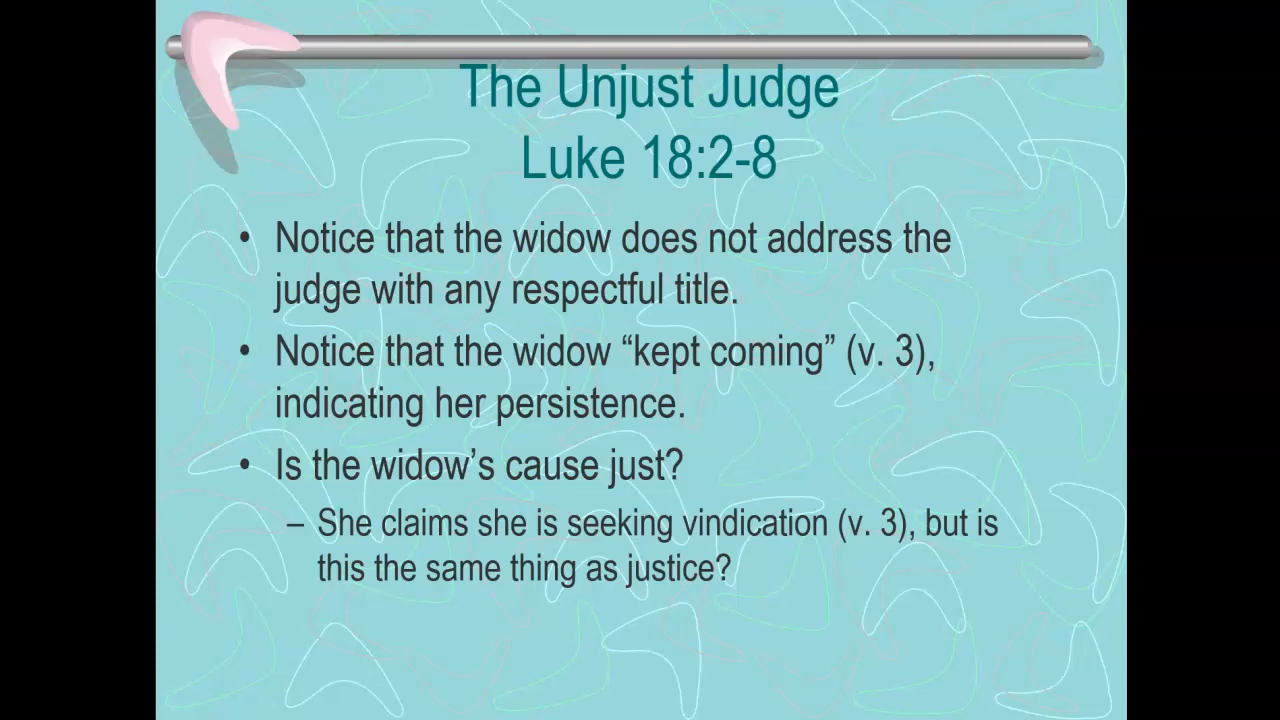 The Unjust Judge
Luke 18:2-8
• Notice that the widow does not address the
judge with any respectful title.
• Notice that the widow “kept coming” (v. 3),
indicating her persistence.
• Is the widow’s cause just?
– She claims she is seeking vindication (v. 3), but is
this the same thing as justice?